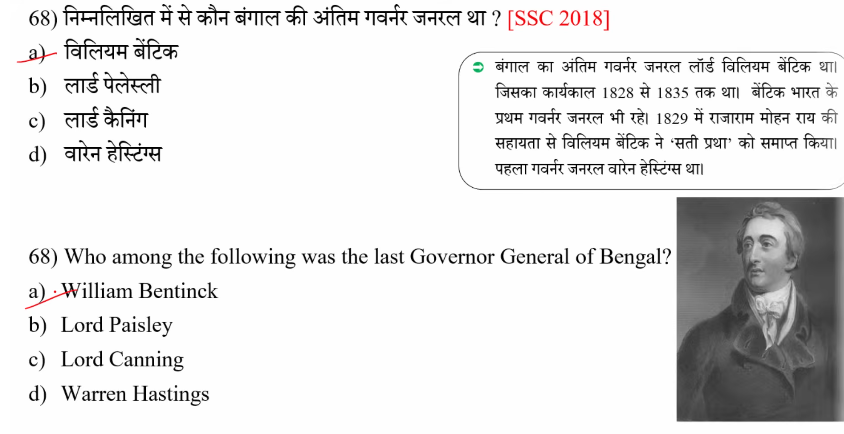 68) निम्नलिखित में से कौन बंगाल की अंतिम गवर्नर जनरल था ? [SSC 2018]
a) विलियम बेंटिक
b) लार्ड पेलेस्ली
c) लार्ड कैनिंग
d) वारेन हेस्टिंग्स
बंगाल का अंतिम गवर्नर जनरल लॉर्ड विलियम बेंटिक था।
जिसका कार्यकाल 1828 से 1835 तक था। बेंटिक भारत के
प्रथम गवर्नर जनरल भी रहे। 1829 में राजाराम मोहन राय की
सहायता से विलियम बेंटिक ने ‘सती प्रथा’ को समाप्त किया।
पहला गवर्नर जनरल वारेन हेस्टिंग्स था।
68) Who among the following was the last Governor General of Bengal?
a) William Bentinck
b) Lord Paisley
c) Lord Canning
d) Warren Hastings